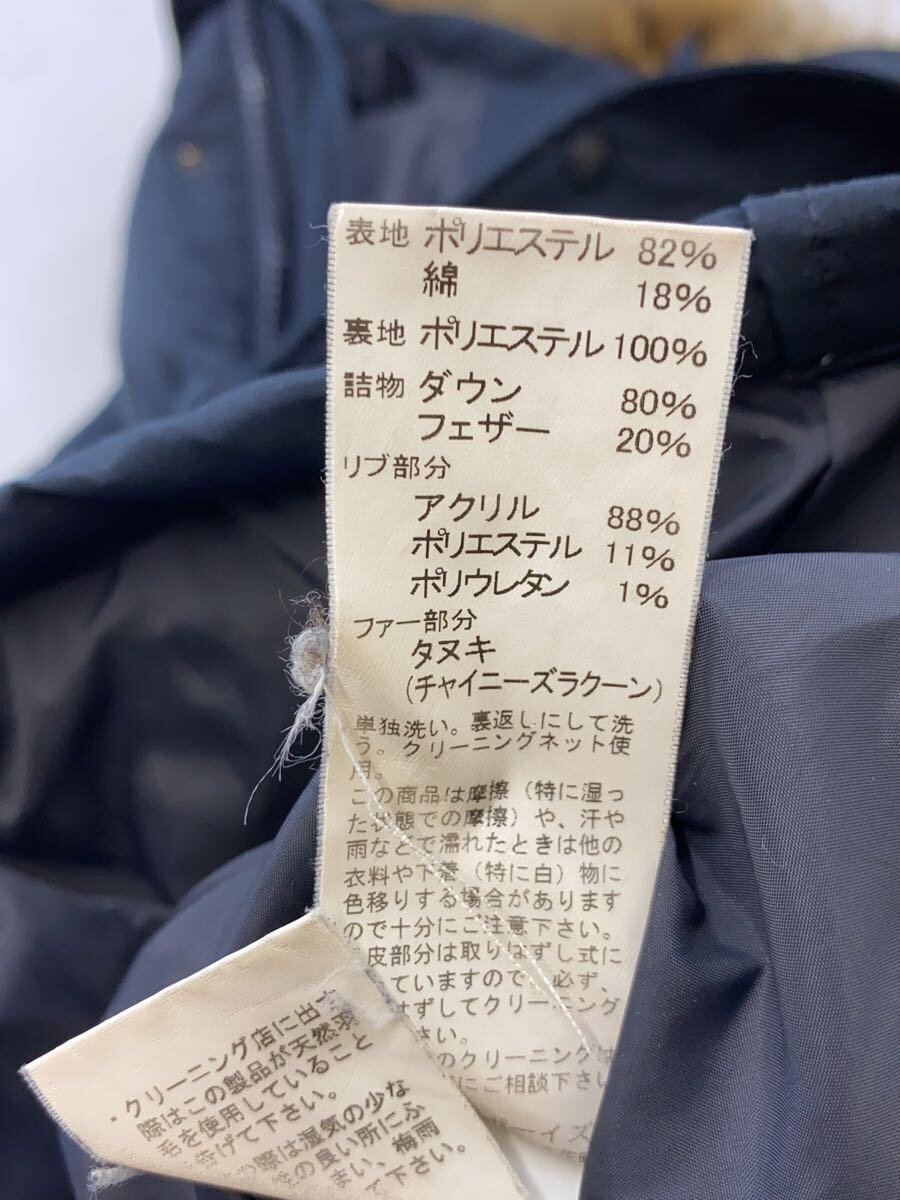 表地 ポリエステル 82%
綿 18%
裏地 ポリエステル 100%
詰物 ダウン 80%
フェザー 20%
リブ部分
アクリル 88%
ポリエステル 11%
ポリウレタン 1%
ファー部分
タヌキ
(チャイニーズラクーン)
単独洗い。裏返しにして洗
う。クリーニングネット使
用。
この商品は摩擦(特に湿っ
た状態での摩擦)や、汗や
雨などで濡れたときは他の
衣料や下着(特に白)物に
色移りする場合があります
ので十分にご注意下さい。
皮部分は取りはずし式に
ていますので、必ず、
ずしてクリーニング
さい。
のクリーニングは
にご相談下さい
ーイズ
・クリーニング店に出
際はこの製品が天然羽
毛を使用していること
告げて下さい。
の際は湿気の少な
の良い所にふ
まい、梅雨
て下さい。